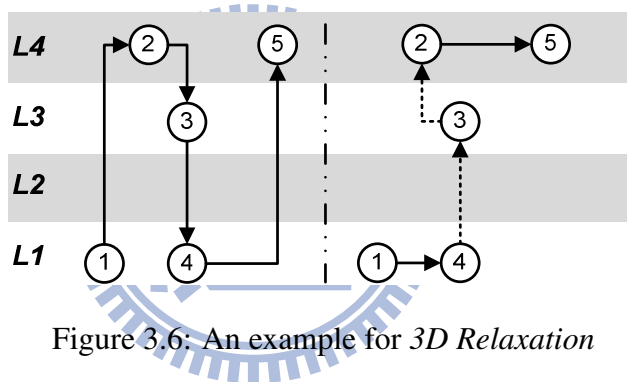 L4 2 5 2 5
L3 3 3
L2
L1 1 4 1 4
Figure 3.6: An example for 3D Relaxation